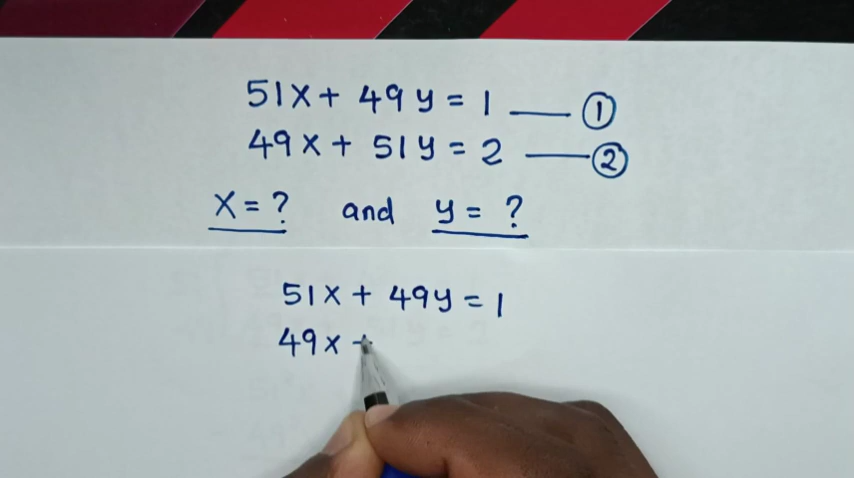 51x + 49y = 1 —— ①
49x + 51y = 2 —— ②
x = ? and y = ?
51x + 49y = 1
49x +